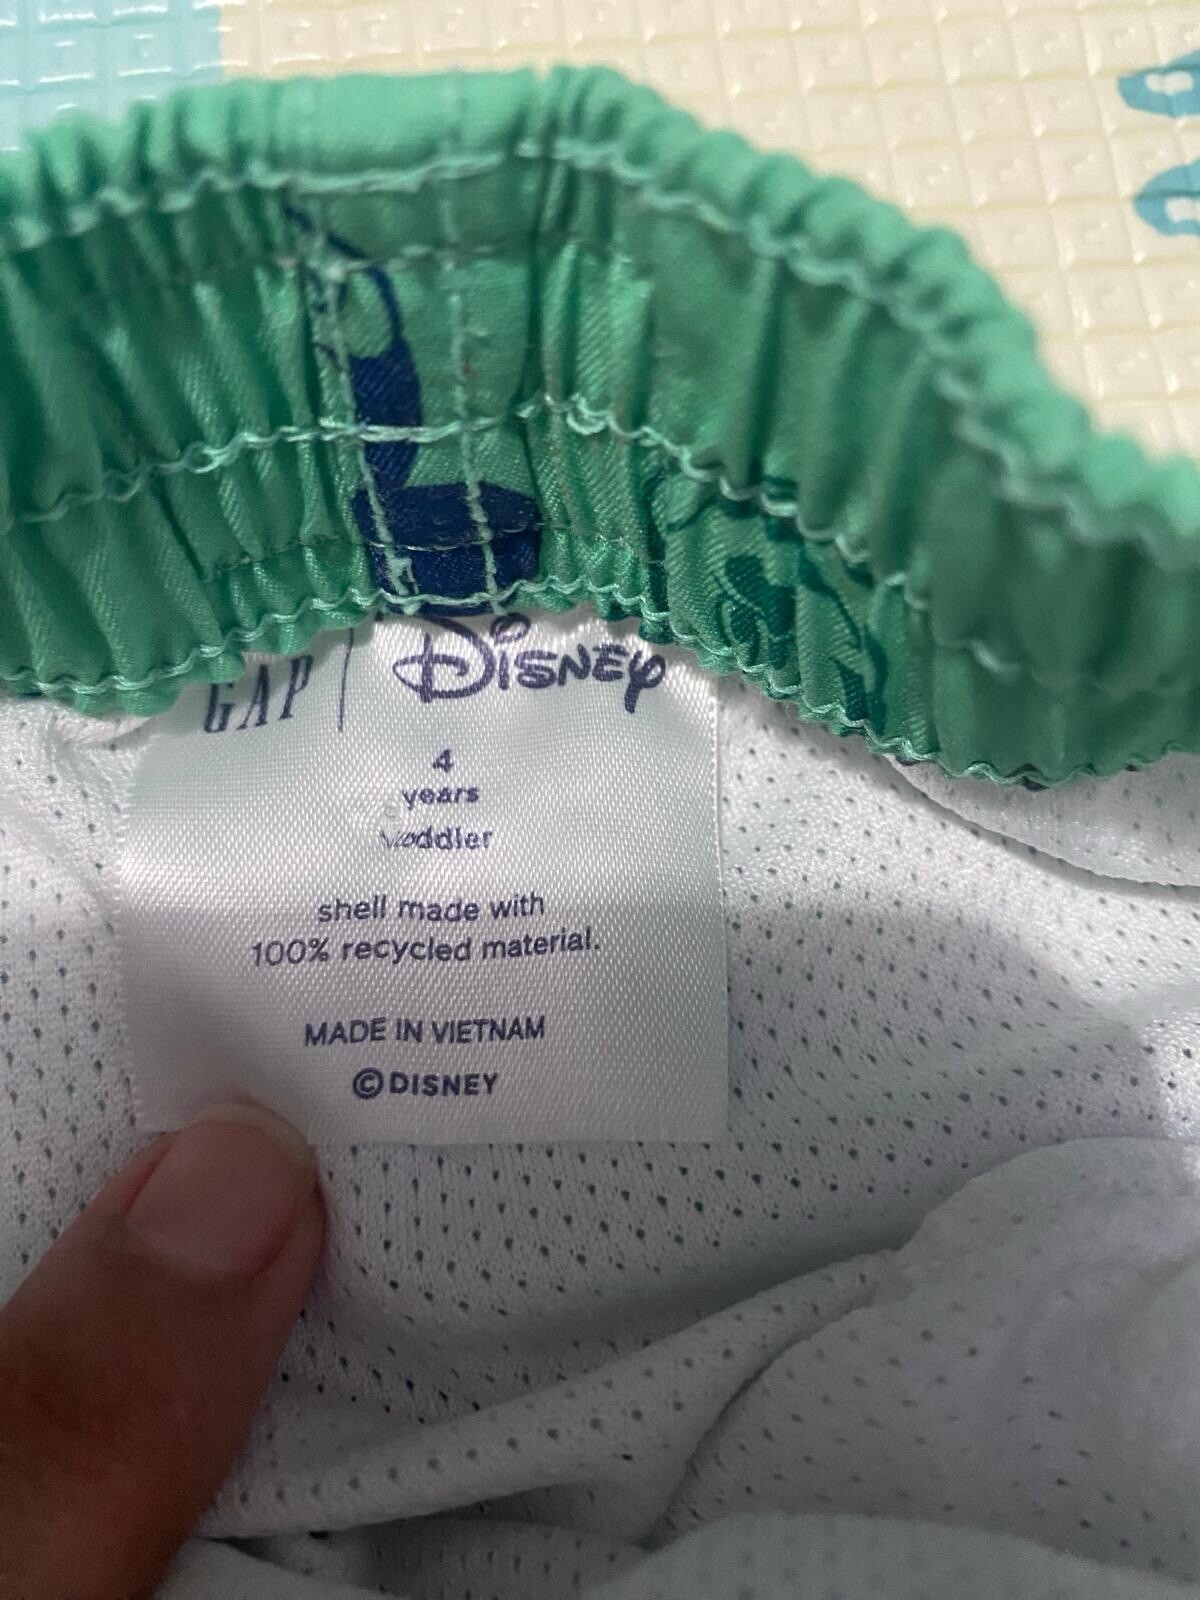 GAP | Disney
4
years
toddler
shell made with
100% recycled material.
MADE IN VIETNAM
©DISNEY